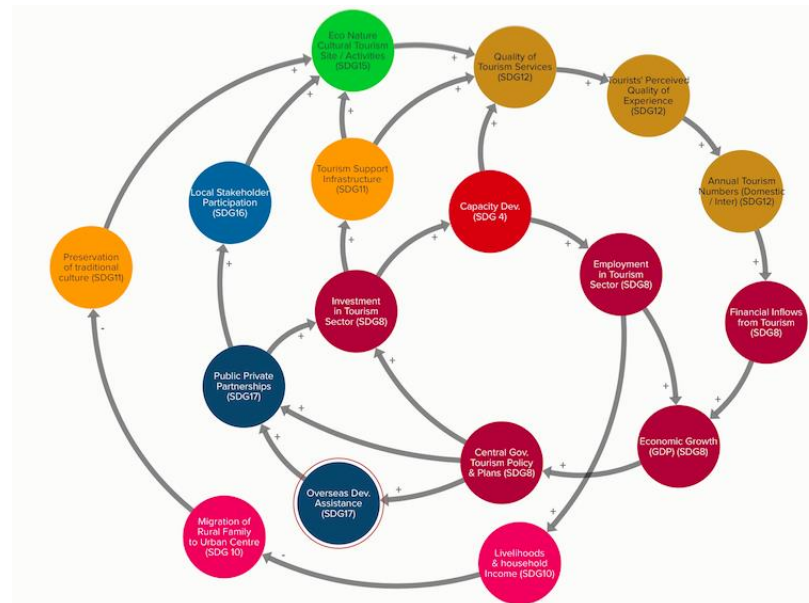 Eco Nature
Cultural Tourism
Site / Activities
(SDG15)
+
Quality of
Tourism Services
(SDG12)
+
Tourists' Perceived
Quality of
Experience
(SDG12)
+
Annual Tourism
Numbers (Domestic
/ Inter) (SDG12)
+
Financial Inflows
from Tourism
(SDG8)
+
Economic Growth
(GDP) (SDG8)
+
Central Gov.
Tourism Policy
& Plans
(SDG8)
+
+
+
Overseas Dev.
Assistance
(SDG17)
+
Public Private
Partnerships
(SDG17)
+
+
Local Stakeholder
Participation
(SDG16)
+
Tourism Support
Infrastructure
(SDG11)
+
+
Investment
in Tourism
Sector (SDG8)
+
+
Capacity Dev.
(SDG 4)
+
+
Employment
in Tourism
Sector (SDG8)
+
+
Livelihoods
& household
Income (SDG10)
-
Migration of
Rural Family
to Urban Centre
(SDG 10)
-
Preservation
of traditional
culture (SDG11)
+